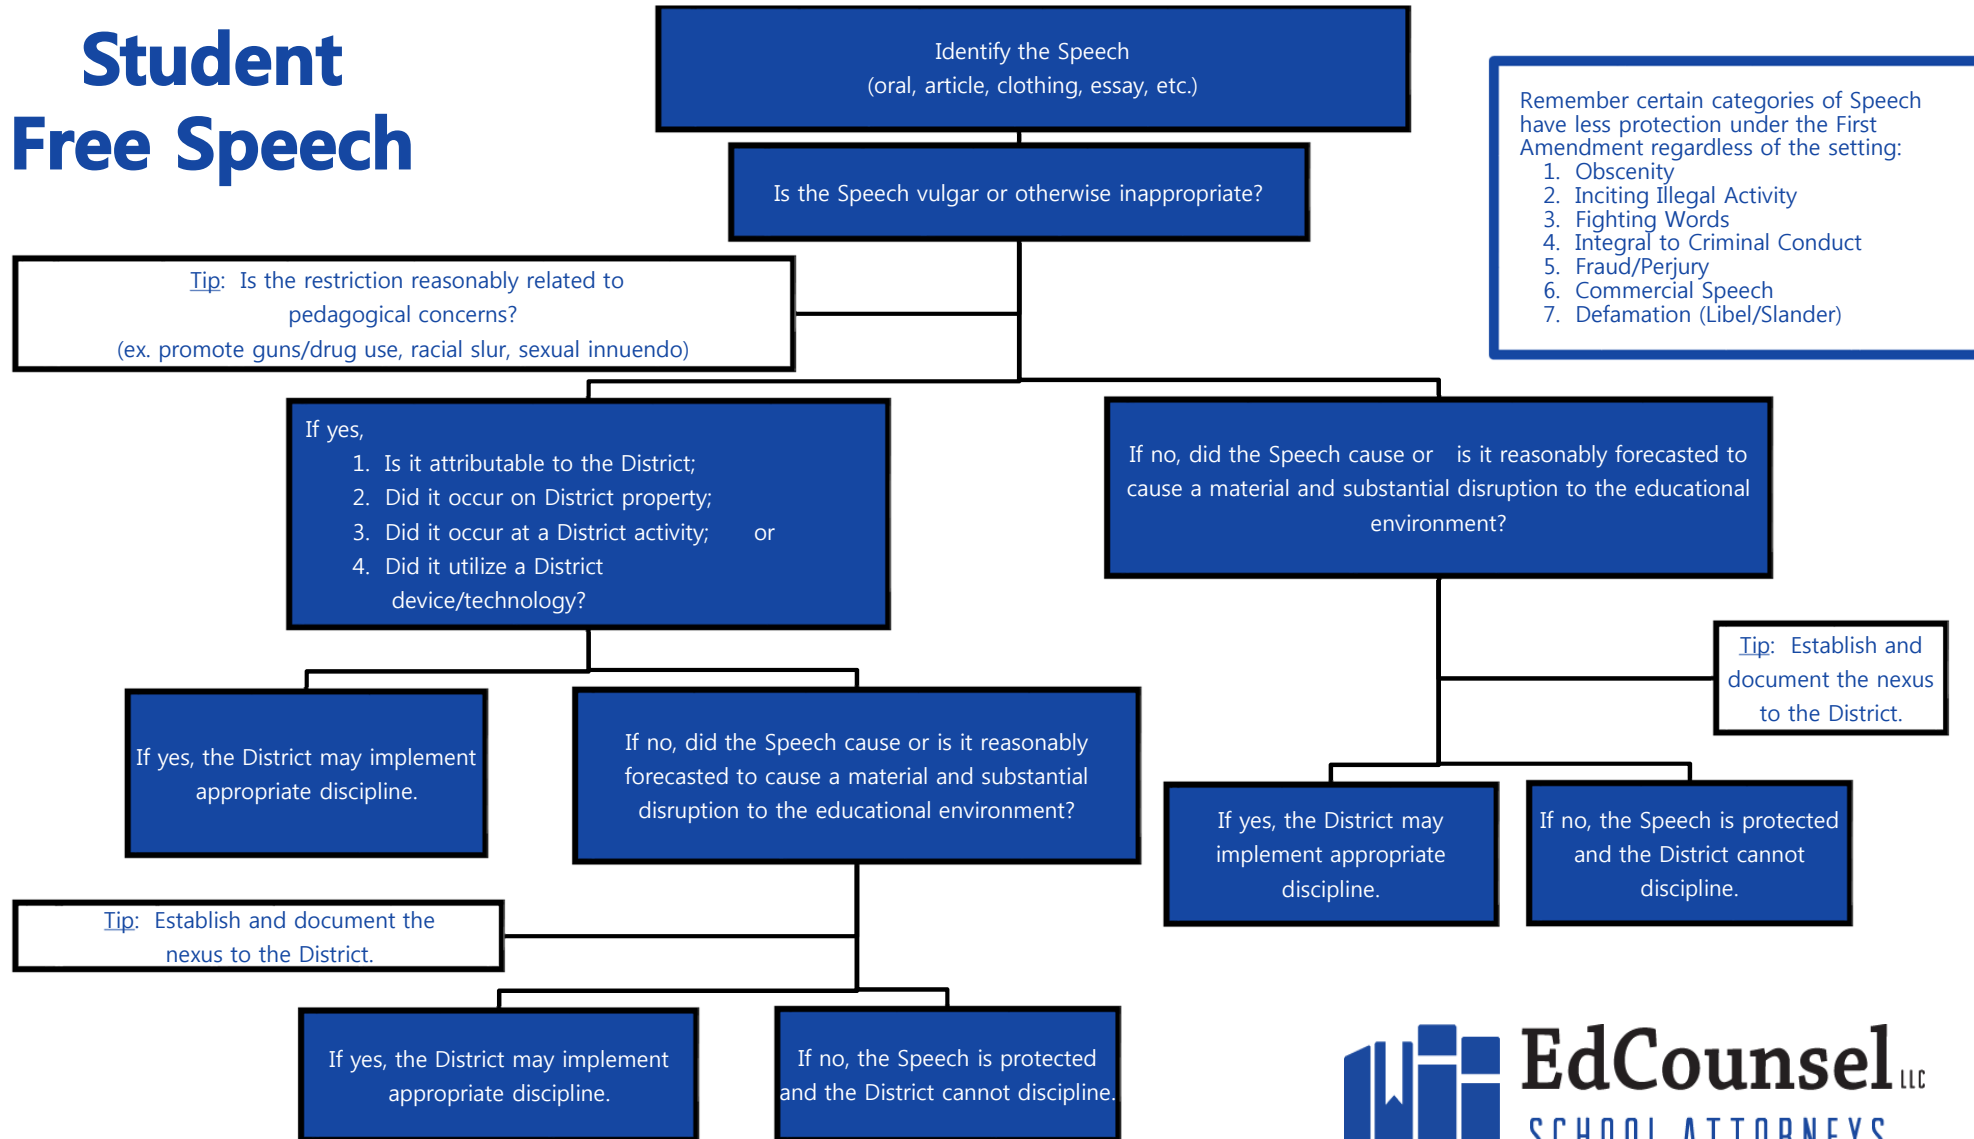 Student
Free Speech
Identify the Speech
(oral, article, clothing, essay, etc.)
Remember certain categories of Speech
have less protection under the First
Amendment regardless of the setting:
1. Obscenity
2. Inciting Illegal Activity
3. Fighting Words
4. Integral to Criminal Conduct
5. Fraud/Perjury
6. Commercial Speech
7. Defamation (Libel/Slander)
Is the Speech vulgar or otherwise inappropriate?
Tip: Is the restriction reasonably related to
pedagogical concerns?
(ex. promote guns/drug use, racial slur, sexual innuendo)
If yes,
1. Is it attributable to the District;
2. Did it occur on District property;
3. Did it occur at a District activity; or
4. Did it utilize a District
device/technology?
If no, did the Speech cause or is it reasonably forecasted to
cause a material and substantial disruption to the educational
environment?
Tip: Establish and
document the nexus
to the District.
If yes, the District may implement
appropriate discipline.
If no, did the Speech cause or is it reasonably
forecasted to cause a material and substantial
disruption to the educational environment?
If yes, the District may
implement appropriate
discipline.
If no, the Speech is protected
and the District cannot
discipline.
Tip: Establish and document the
nexus to the District.
If yes, the District may implement
appropriate discipline.
If no, the Speech is protected
and the District cannot discipline.
EdCounsel LLC
SCHOOL ATTORNEYS